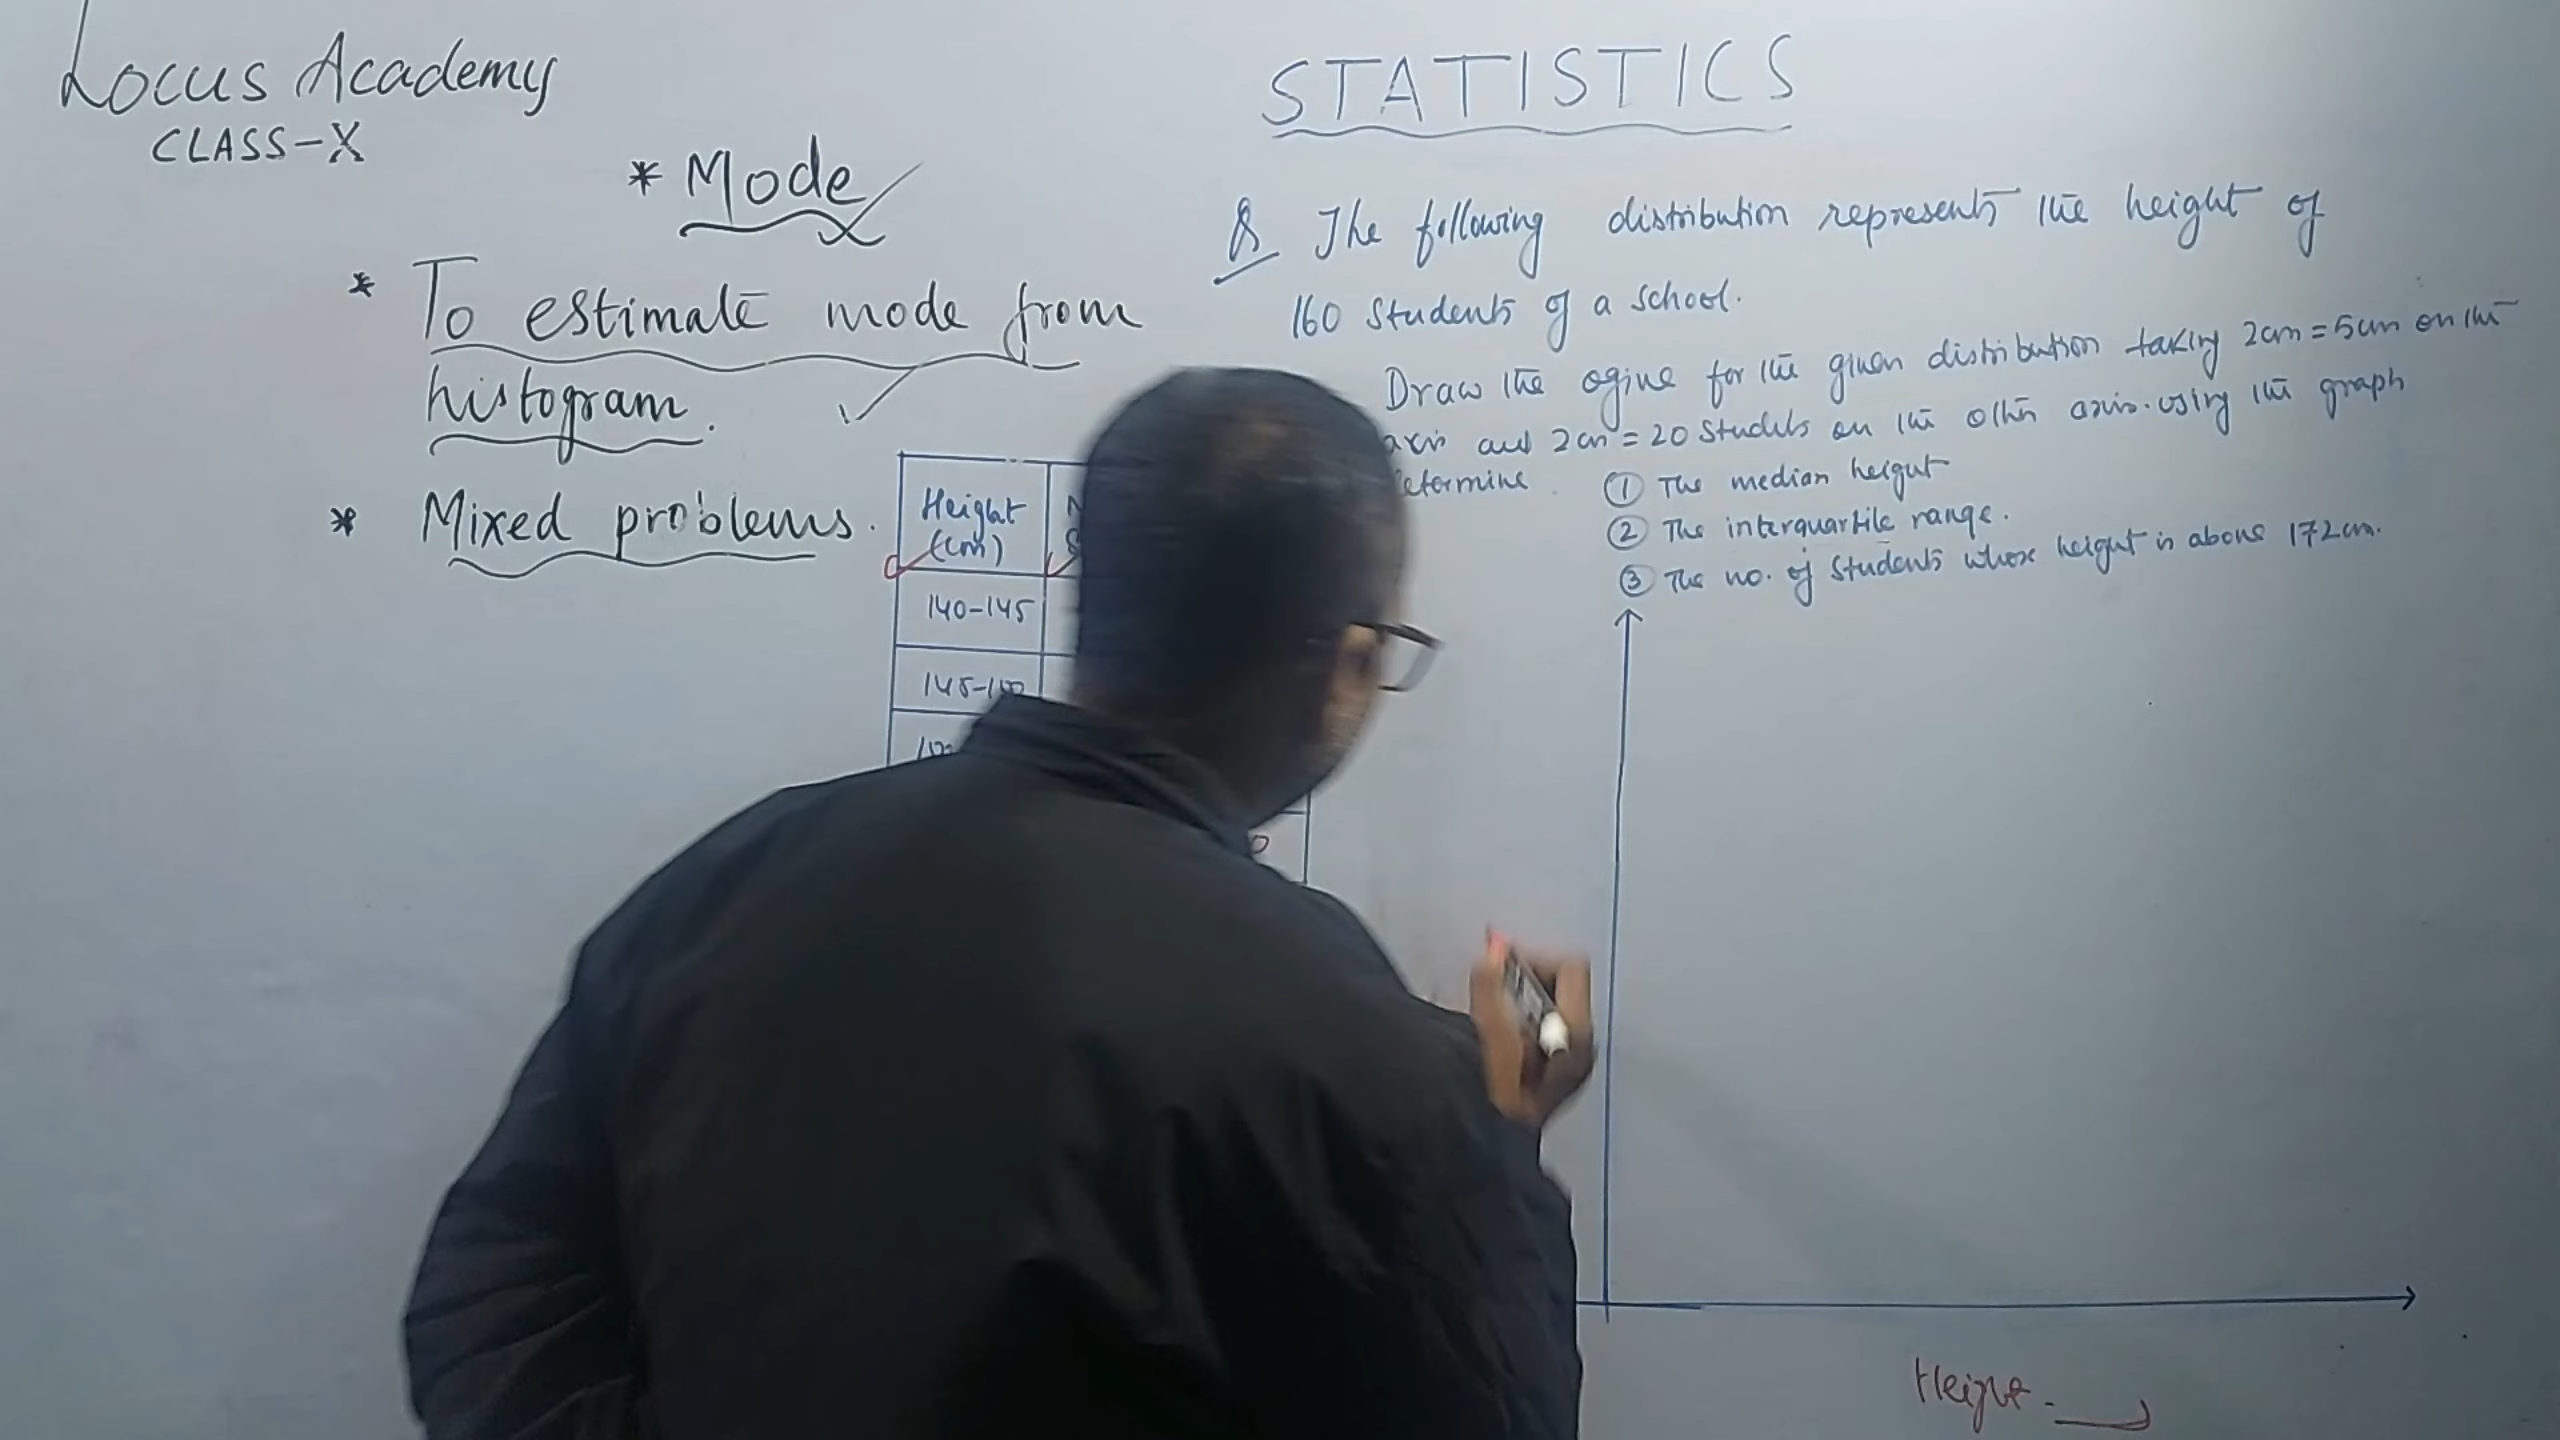 Locus Academy
CLASS-X
* Mode
* To estimate mode from
histogram.
* Mixed problems.
STATISTICS
Q The following distribution represents the height of
160 students of a school.
Draw the ogive for the given distribution taking 2cm = 5cm on the
axis and 2cm = 20 students on the other axis. using the graph
determine
① The median height
② The interquartile range.
③ The no. of students whose height is above 172cm.
Height
(cm)
140-145
145-150
Height